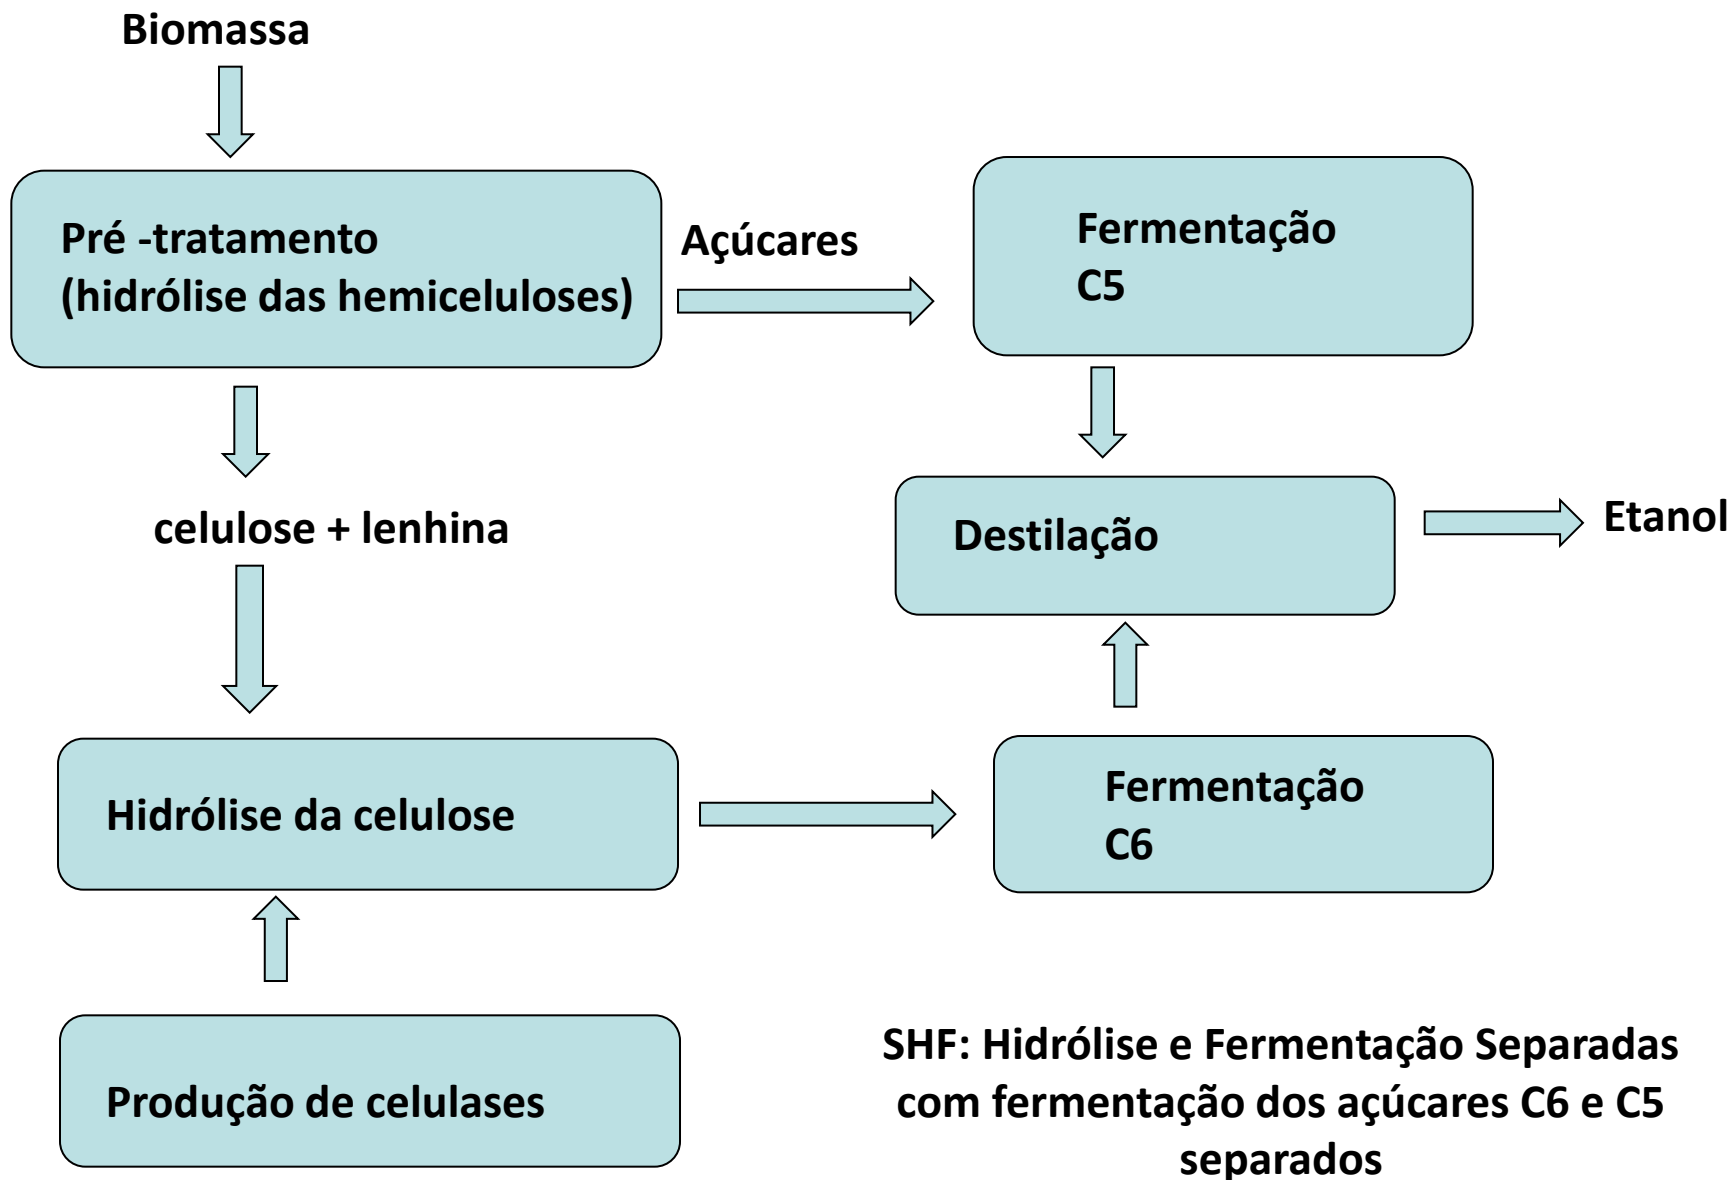 Biomassa
Pré -tratamento
(hidrólise das hemiceluloses)
Açúcares
Fermentação
C5
celulose + lenhina
Destilação
Etanol
Hidrólise da celulose
Fermentação
C6
Produção de celulases
SHF: Hidrólise e Fermentação Separadas
com fermentação dos açúcares C6 e C5
separados